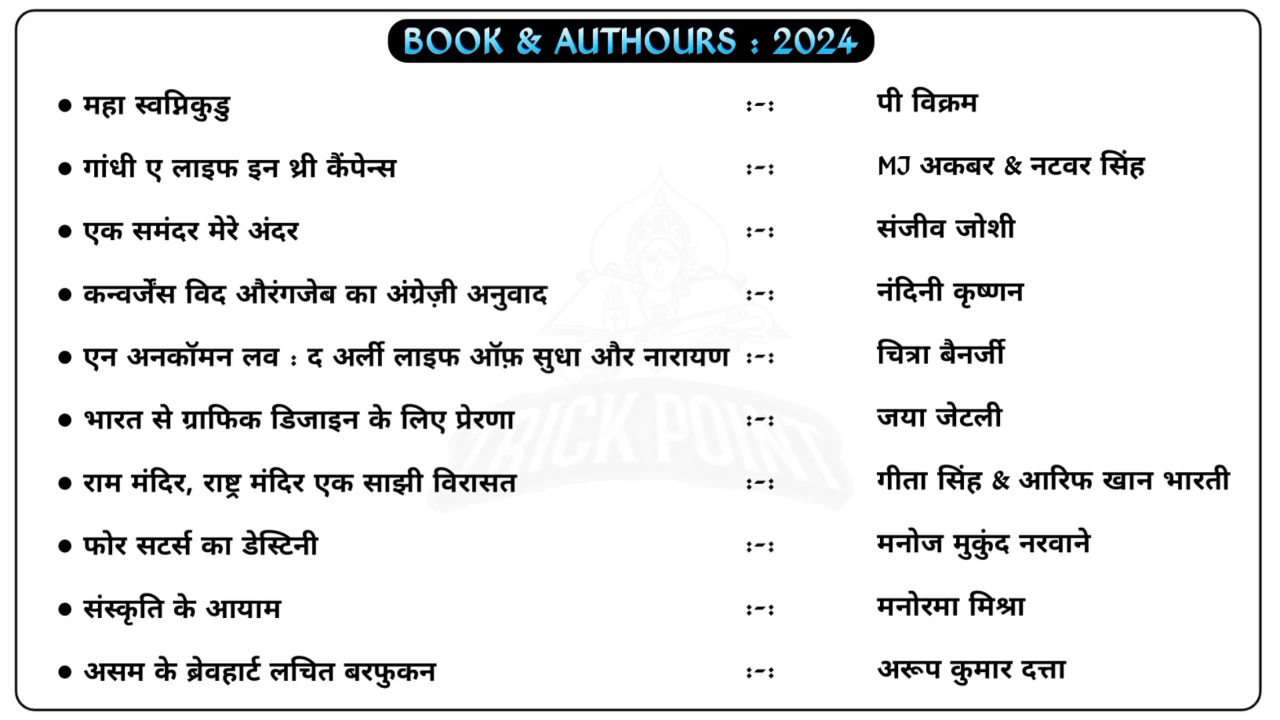 BOOK & AUTHOURS : 2024
• महा स्वप्निकुडु :-: पी विक्रम
• गांधी ए लाइफ इन थ्री कैंपेन्स :-: MJ अकबर & नटवर सिंह
• एक समंदर मेरे अंदर :-: संजीव जोशी
• कन्वर्जेंस विद औरंगजेब का अंग्रेज़ी अनुवाद :-: नंदिनी कृष्णन
• एन अनकॉमन लव : द अर्ली लाइफ ऑफ़ सुधा और नारायण :-: चित्रा बैनर्जी
• भारत से ग्राफिक डिजाइन के लिए प्रेरणा :-: जया जेटली
• राम मंदिर, राष्ट्र मंदिर एक साझी विरासत :-: गीता सिंह & आरिफ खान भारती
• फोर सटर्स का डेस्टिनी :-: मनोज मुकुंद नरवाने
• संस्कृति के आयाम :-: मनोरमा मिश्रा
• असम के ब्रेवहार्ट लचित बरफुकन :-: अरूप कुमार दत्ता
TRICK POINT